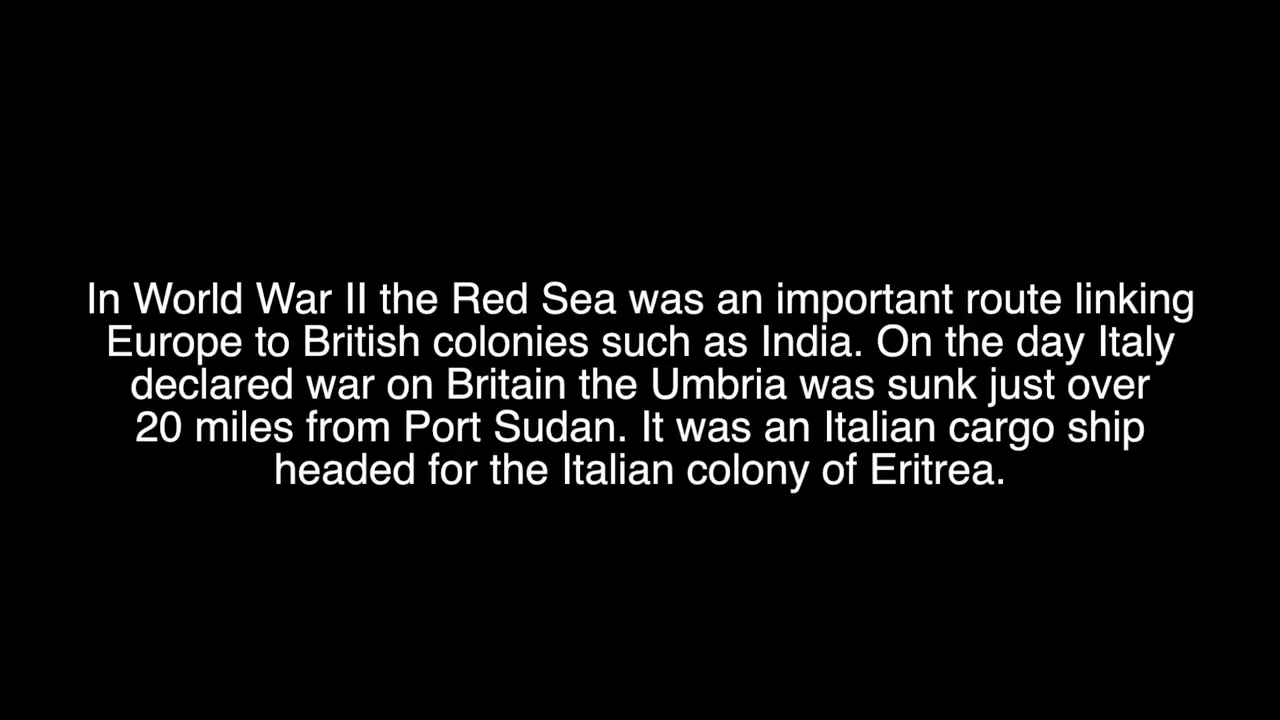 In World War II the Red Sea was an important route linking
Europe to British colonies such as India. On the day Italy
declared war on Britain the Umbria was sunk just over
20 miles from Port Sudan. It was an Italian cargo ship
headed for the Italian colony of Eritrea.